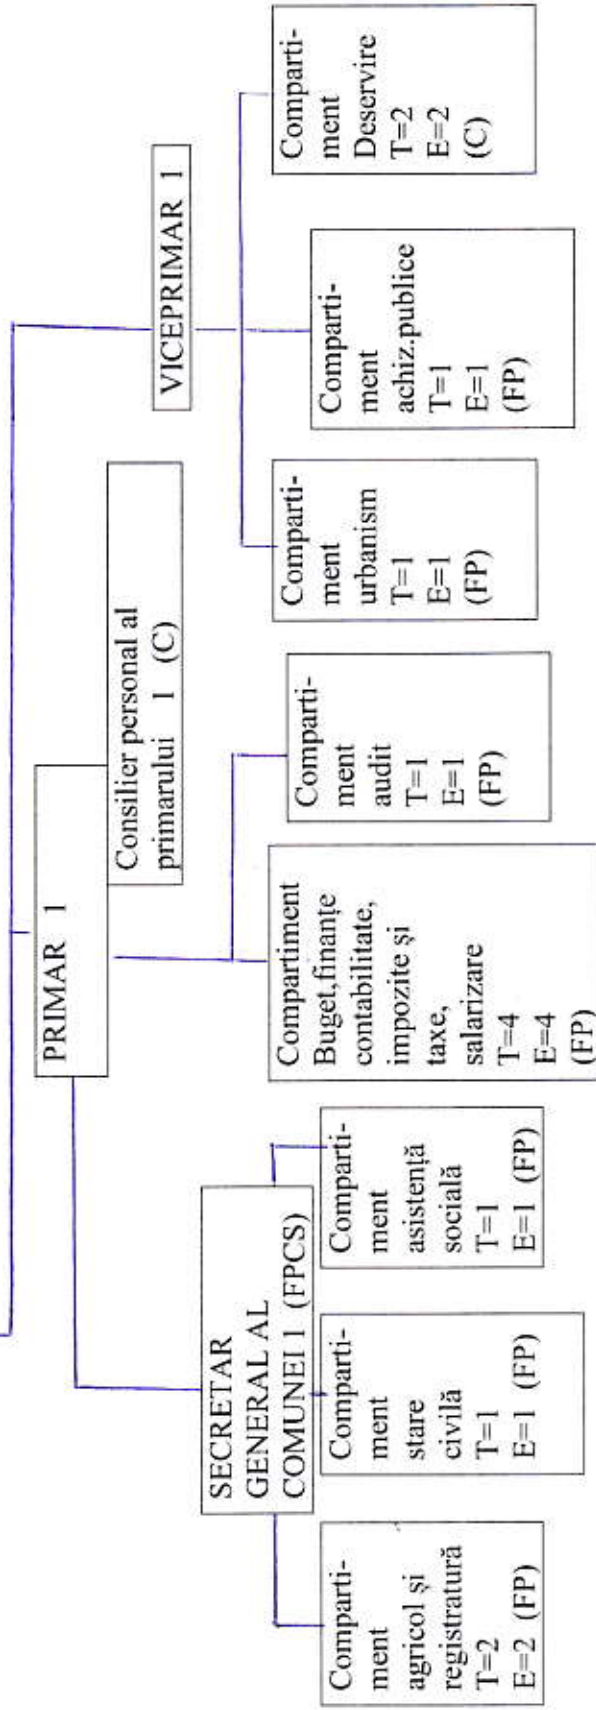 PRIMAR 1
Consilier personal al
primarului 1 (C)
VICEPRIMAR 1
SECRETAR
GENERAL AL
COMUNEI 1 (FPCS)
Comparti-
ment
agricol și
registratură
T=2
E=2 (FP)
Comparti-
ment
stare
civilă
T=1
E=1 (FP)
Comparti-
ment
asistență
socială
T=1
E=1 (FP)
Compartiment
Buget,finanțe
contabilitate,
impozite și
taxe,
salarizare
T=4
E=4
(FP)
Comparti-
ment
audit
T=1
E=1
(FP)
Comparti-
ment
urbanism
T=1
E=1
(FP)
Comparti-
ment
achiz.publice
T=1
E=1
(FP)
Comparti-
ment
Deservire
T=2
E=2
(C)